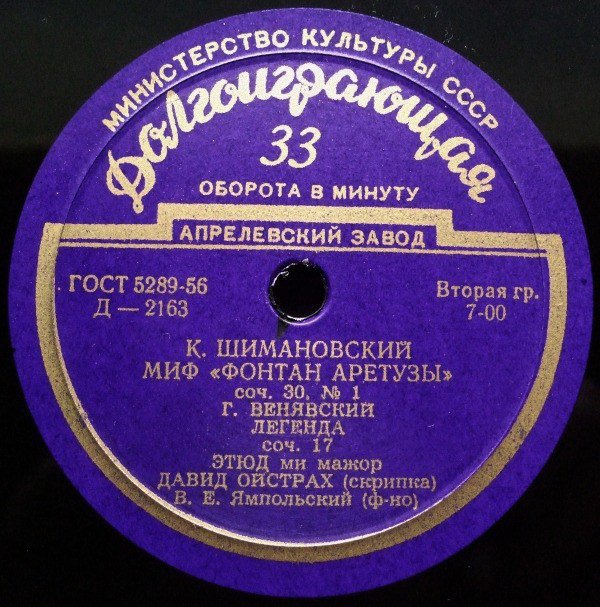 МИНИСТЕРСТВО КУЛЬТУРЫ СССР
Долгоиграющая
33
ОБОРОТА В МИНУТУ
АПРЕЛЕВСКИЙ ЗАВОД
ГОСТ 5289-56
Д — 2163
Вторая гр.
7-00
К. ШИМАНОВСКИЙ
МИФ «ФОНТАН АРЕТУЗЫ»
соч. 30, № 1
Г. ВЕНЯВСКИЙ
ЛЕГЕНДА
соч. 17
ЭТЮД ми мажор
ДАВИД ОЙСТРАХ (скрипка)
В. Е. Ямпольский (ф-но)